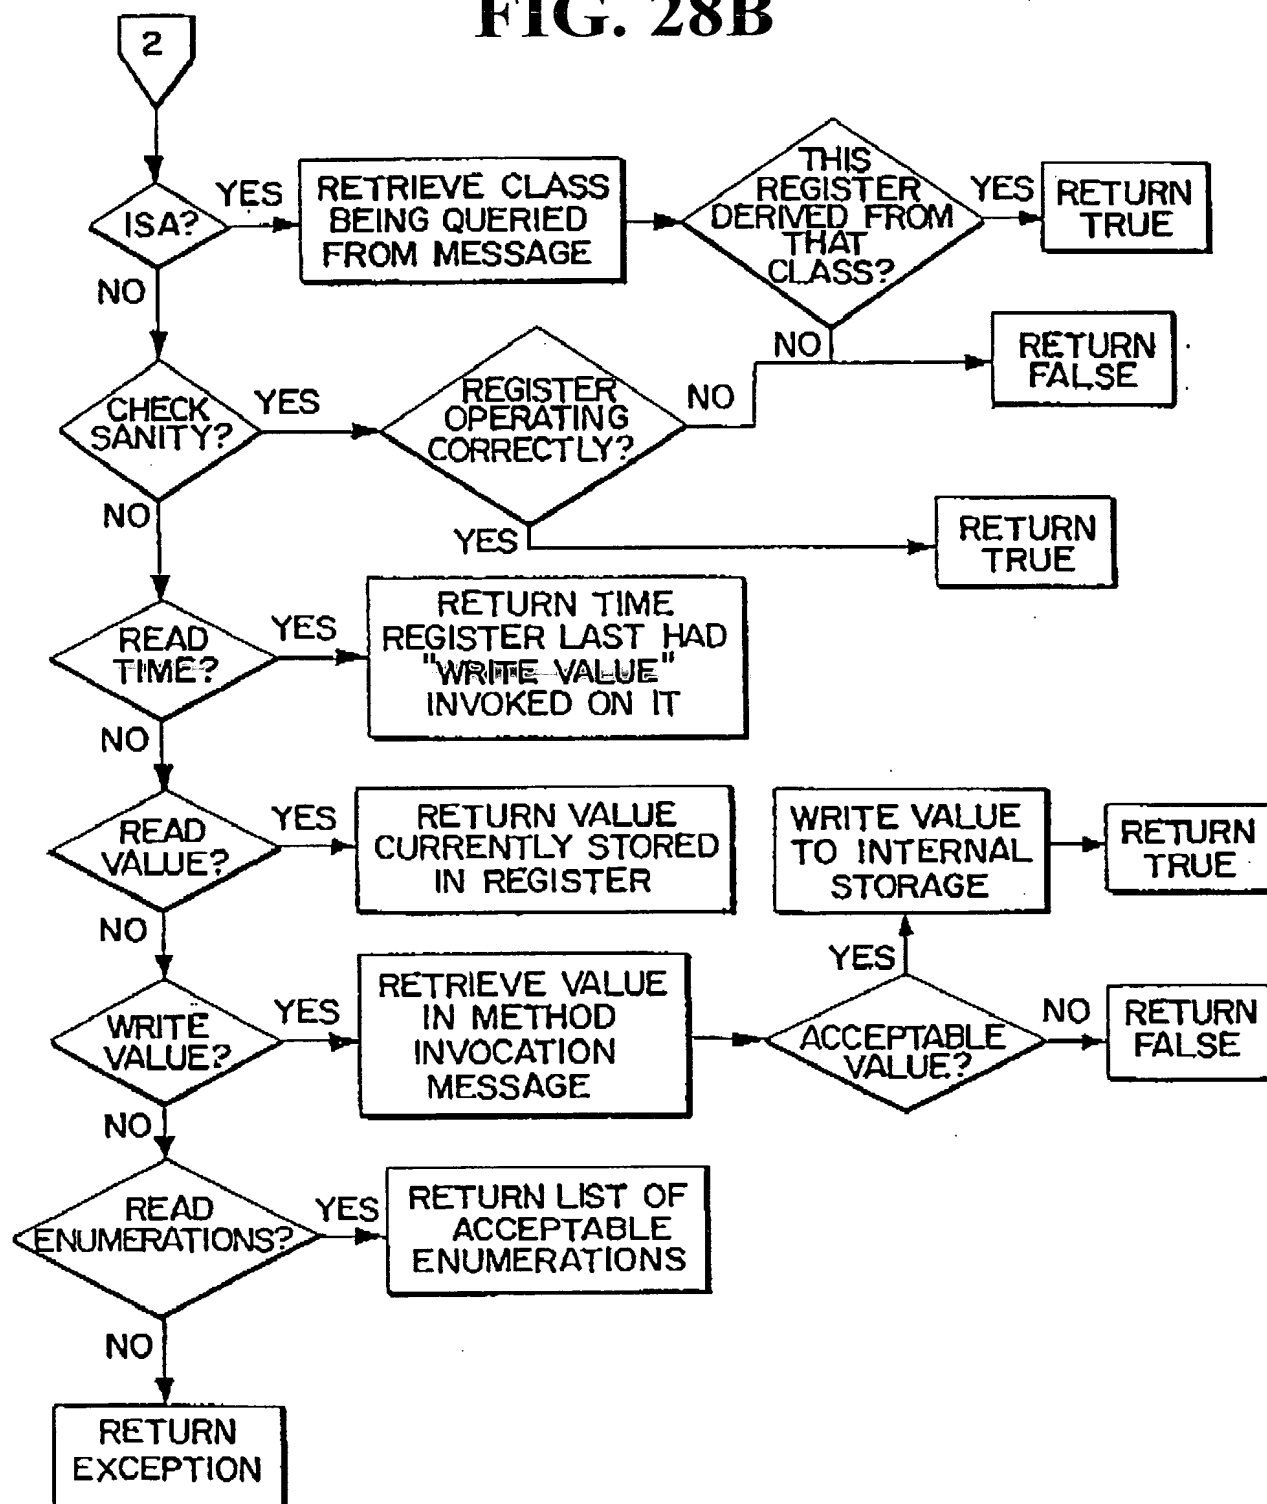 FIG. 28B
2
ISA?
YES
RETRIEVE CLASS
BEING QUERIED
FROM MESSAGE
THIS
REGISTER
DERIVED FROM
THAT
CLASS?
YES
RETURN
TRUE
NO
NO
RETURN
FALSE
CHECK
SANITY?
YES
REGISTER
OPERATING
CORRECTLY?
NO
NO
YES
RETURN
TRUE
READ
TIME?
YES
RETURN TIME
REGISTER LAST HAD
"WRITE VALUE"
INVOKED ON IT
NO
READ
VALUE?
YES
RETURN VALUE
CURRENTLY STORED
IN REGISTER
WRITE VALUE
TO INTERNAL
STORAGE
RETURN
TRUE
NO
YES
WRITE
VALUE?
YES
RETRIEVE VALUE
IN METHOD
INVOCATION
MESSAGE
ACCEPTABLE
VALUE?
NO
RETURN
FALSE
NO
READ
ENUMERATIONS?
YES
RETURN LIST OF
ACCEPTABLE
ENUMERATIONS
NO
RETURN
EXCEPTION